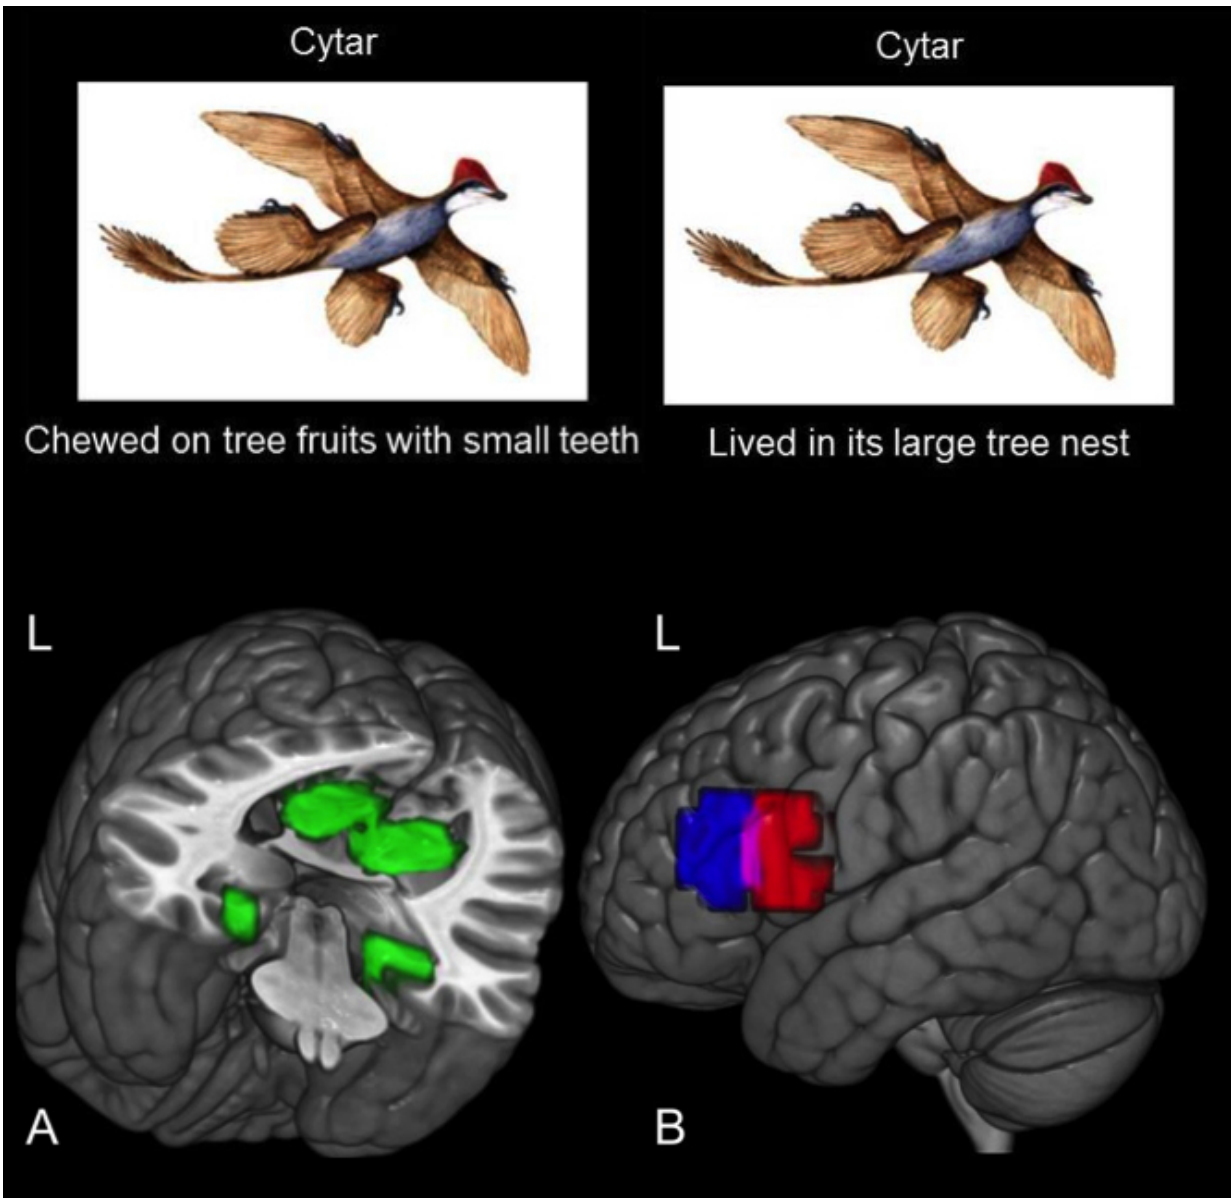 Cytar
Cytar
Chewed on tree fruits with small teeth
Lived in its large tree nest
L
L
A
B